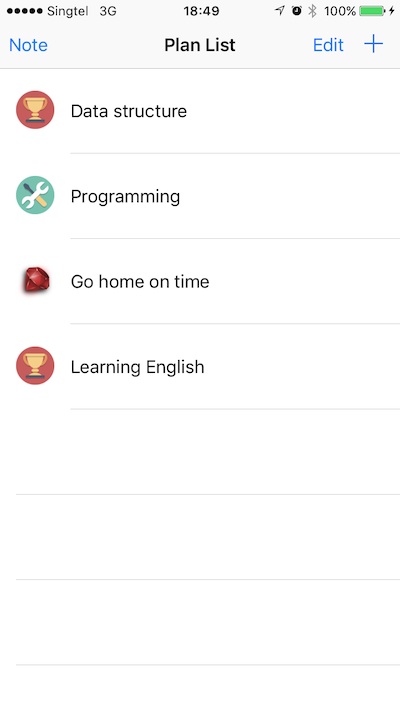 Singtel 3G 18:49 100%
Note Plan List Edit +
Data structure
Programming
Go home on time
Learning English